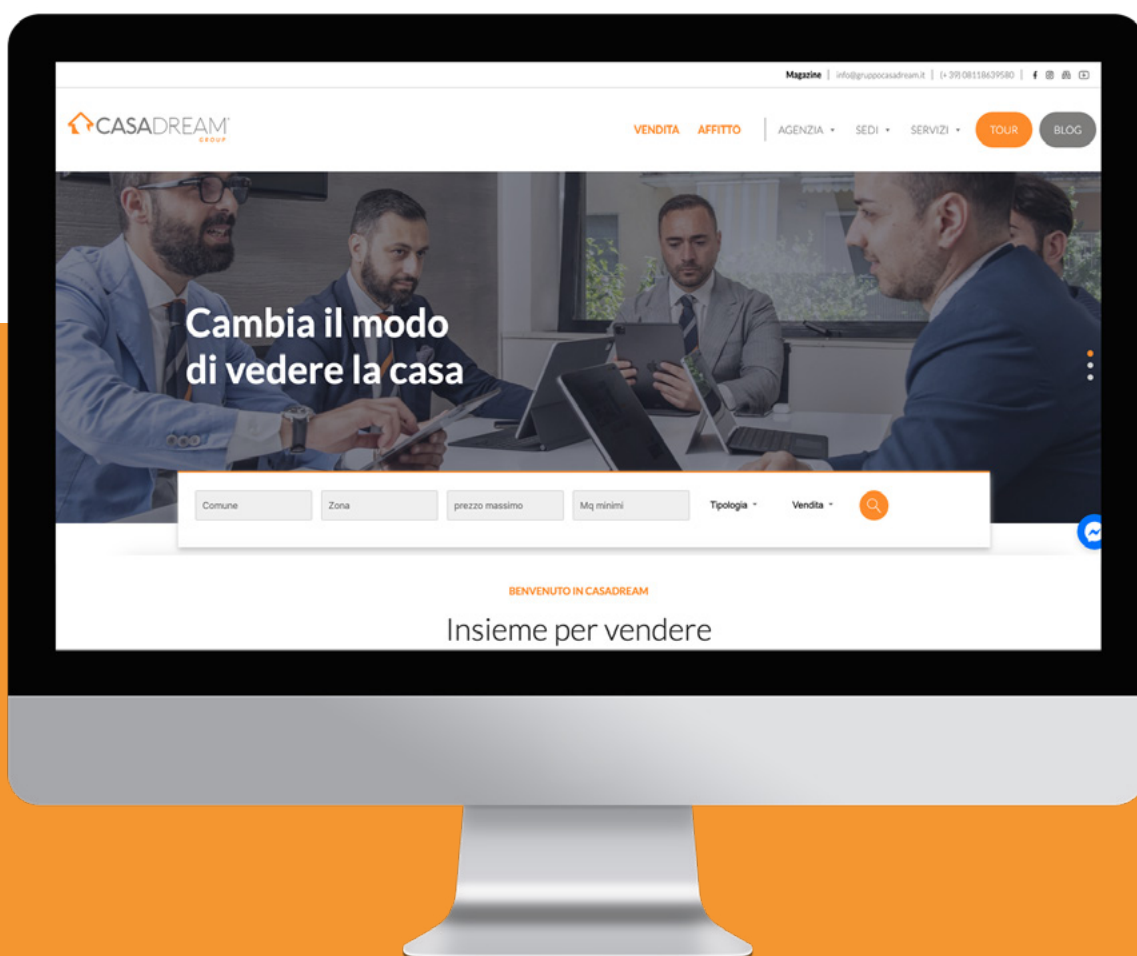 Magazine | info@gruppocasadream.it | (+ 39) 08118639580
CASADREAM
GROUP
VENDITA AFFITTO AGENZIA SEDI SERVIZI TOUR BLOG
Cambia il modo
di vedere la casa
Comune Zona prezzo massimo Mq minimi Tipologia Vendita
BENVENUTO IN CASADREAM
Insieme per vendere